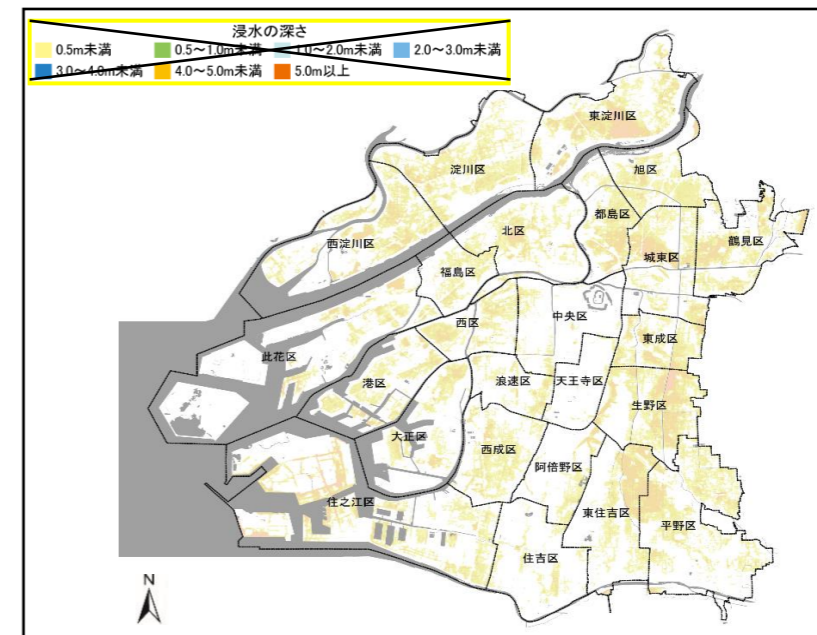 浸水の深さ
0.5m未満 0.5～1.0m未満 1.0～2.0m未満 2.0～3.0m未満
3.0～4.0m未満 4.0～5.0m未満 5.0m以上
東淀川区
淀川区
旭区
都島区
北区
鶴見区
西淀川区
城東区
福島区
中央区
西区
東成区
此花区
港区
浪速区
天王寺区
生野区
大正区
西成区
阿倍野区
住之江区
東住吉区
平野区
住吉区
N